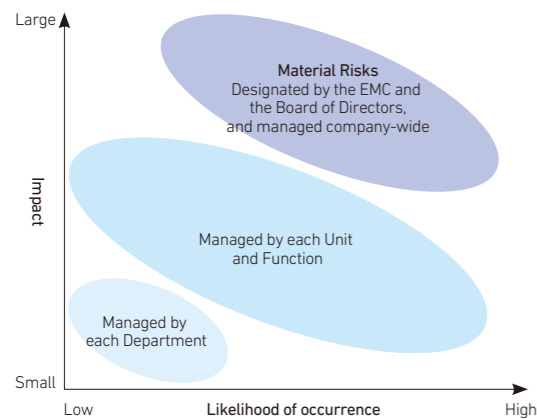 Large
Material Risks
Designated by the EMC and
the Board of Directors,
and managed company-wide
Impact
Managed by each Unit
and Function
Managed by
each Department
Small
Low
Likelihood of occurrence
High